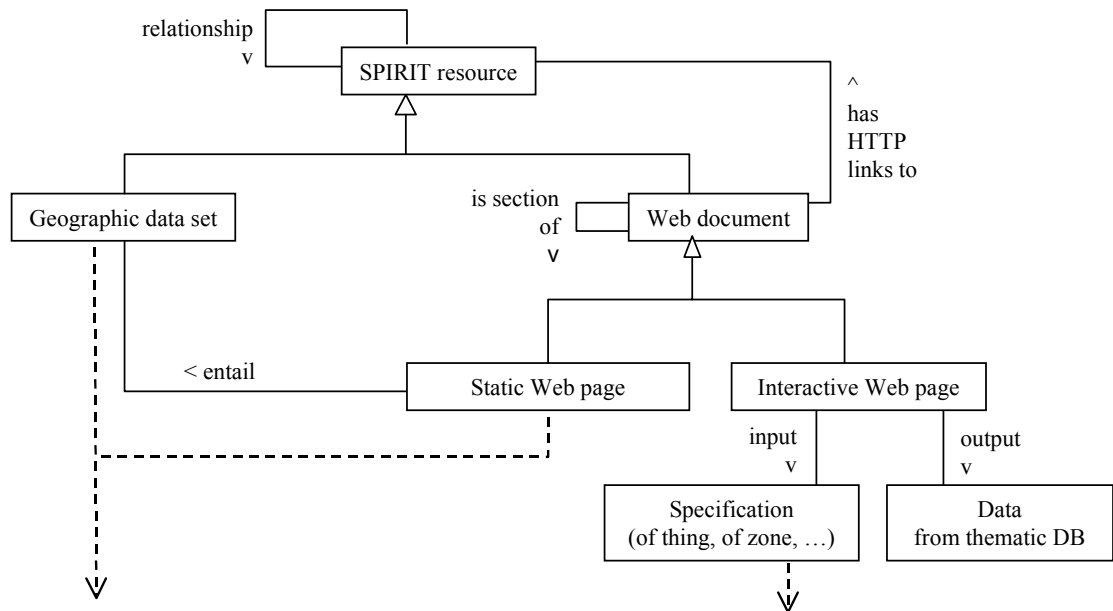 relationship
v
SPIRIT resource
^
has
HTTP
links to
Geographic data set
is section
of
v
Web document
< entail
Static Web page
Interactive Web page
input
v
output
v
Specification
(of thing, of zone, …)
Data
from thematic DB